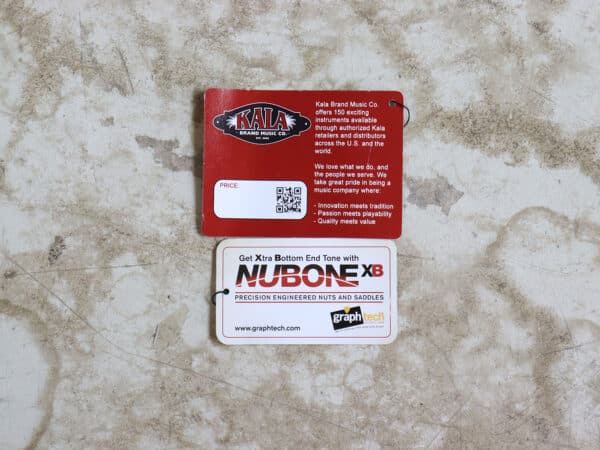 KALA
BRAND MUSIC CO.
Kala Brand Music Co.
offers 150 exciting
instruments available
through authorized Kala
retailers and distributors
across the U.S. and the
world.
We love what we do, and
the people we serve. We
take great pride in being a
music company where:
- Innovation meets tradition
- Passion meets playability
- Quality meets value
PRICE:
Get Xtra Bottom End Tone with
NUBONE XB
PRECISION ENGINEERED NUTS AND SADDLES
www.graphtech.com
graph tech